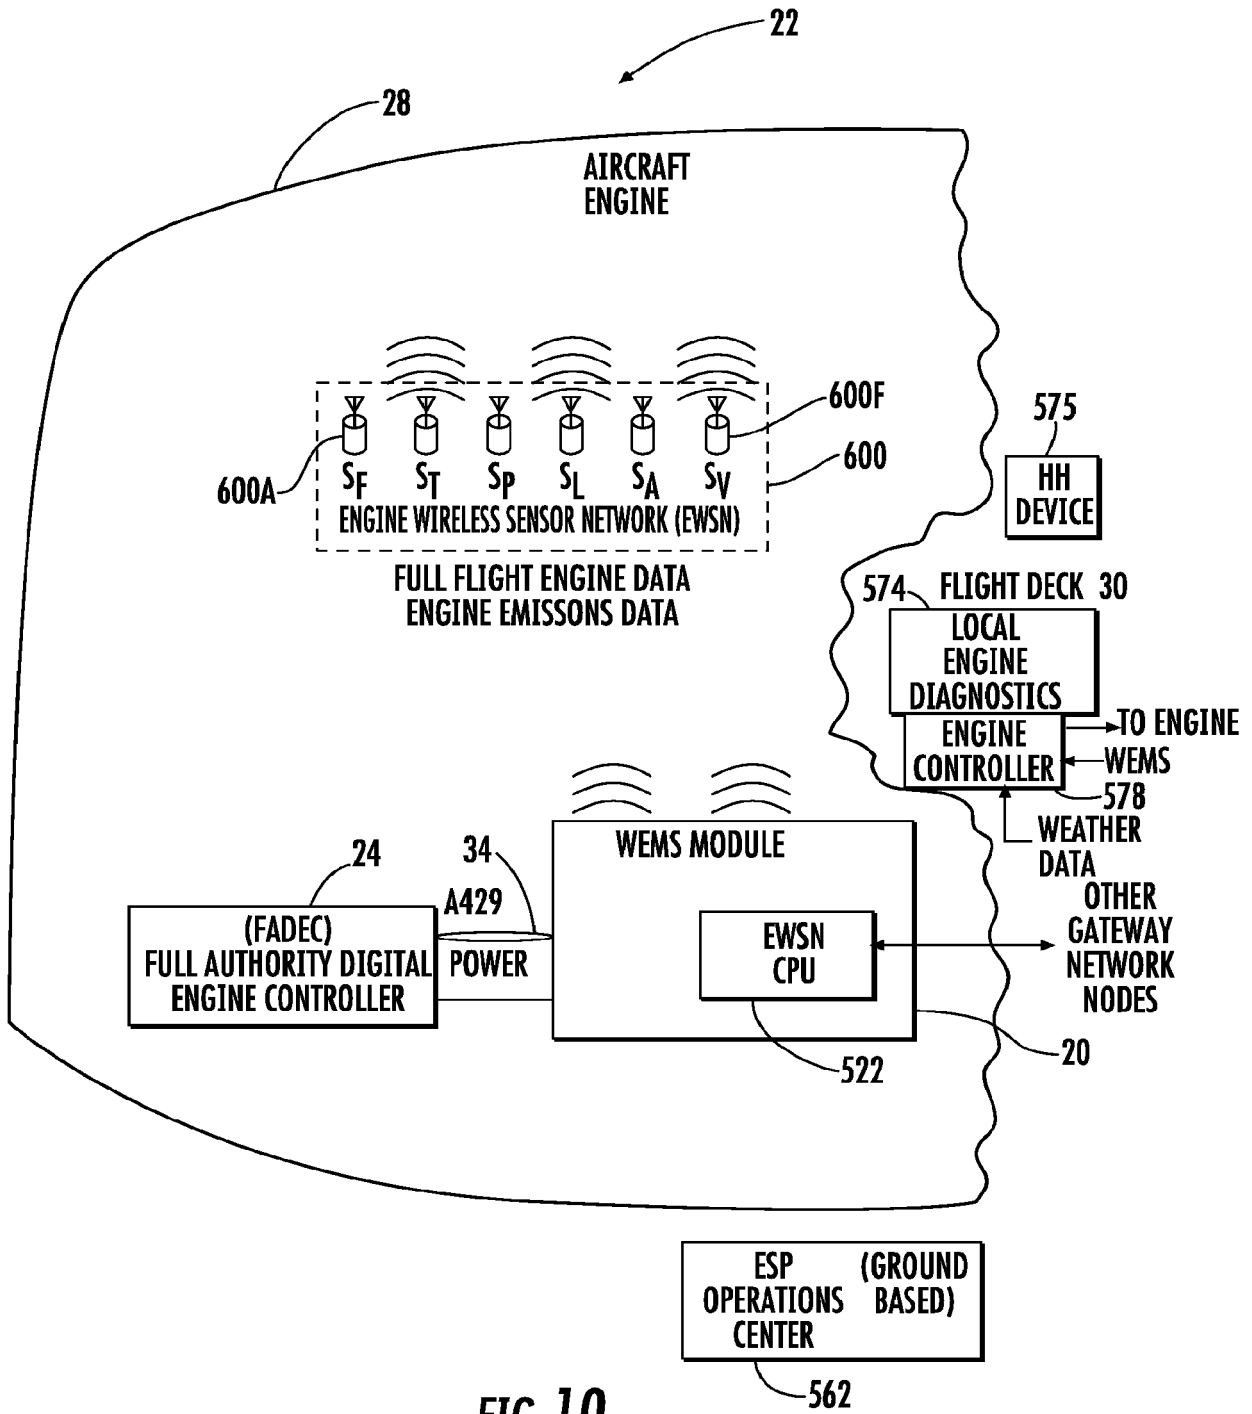 22
28
AIRCRAFT
ENGINE
600F
575
600
600A
HH
DEVICE
SF ST SP SL SA SV
ENGINE WIRELESS SENSOR NETWORK (EWSN)
FULL FLIGHT ENGINE DATA
ENGINE EMISSONS DATA
574
FLIGHT DECK 30
LOCAL
ENGINE
DIAGNOSTICS
ENGINE
CONTROLLER
TO ENGINE
WEMS
578
WEATHER
DATA
WEMS MODULE
24
34
A429
(FADEC)
FULL AUTHORITY DIGITAL
ENGINE CONTROLLER
POWER
EWSN
CPU
OTHER
GATEWAY
NETWORK
NODES
20
522
ESP
OPERATIONS
CENTER
(GROUND
BASED)
562
FIG. 10